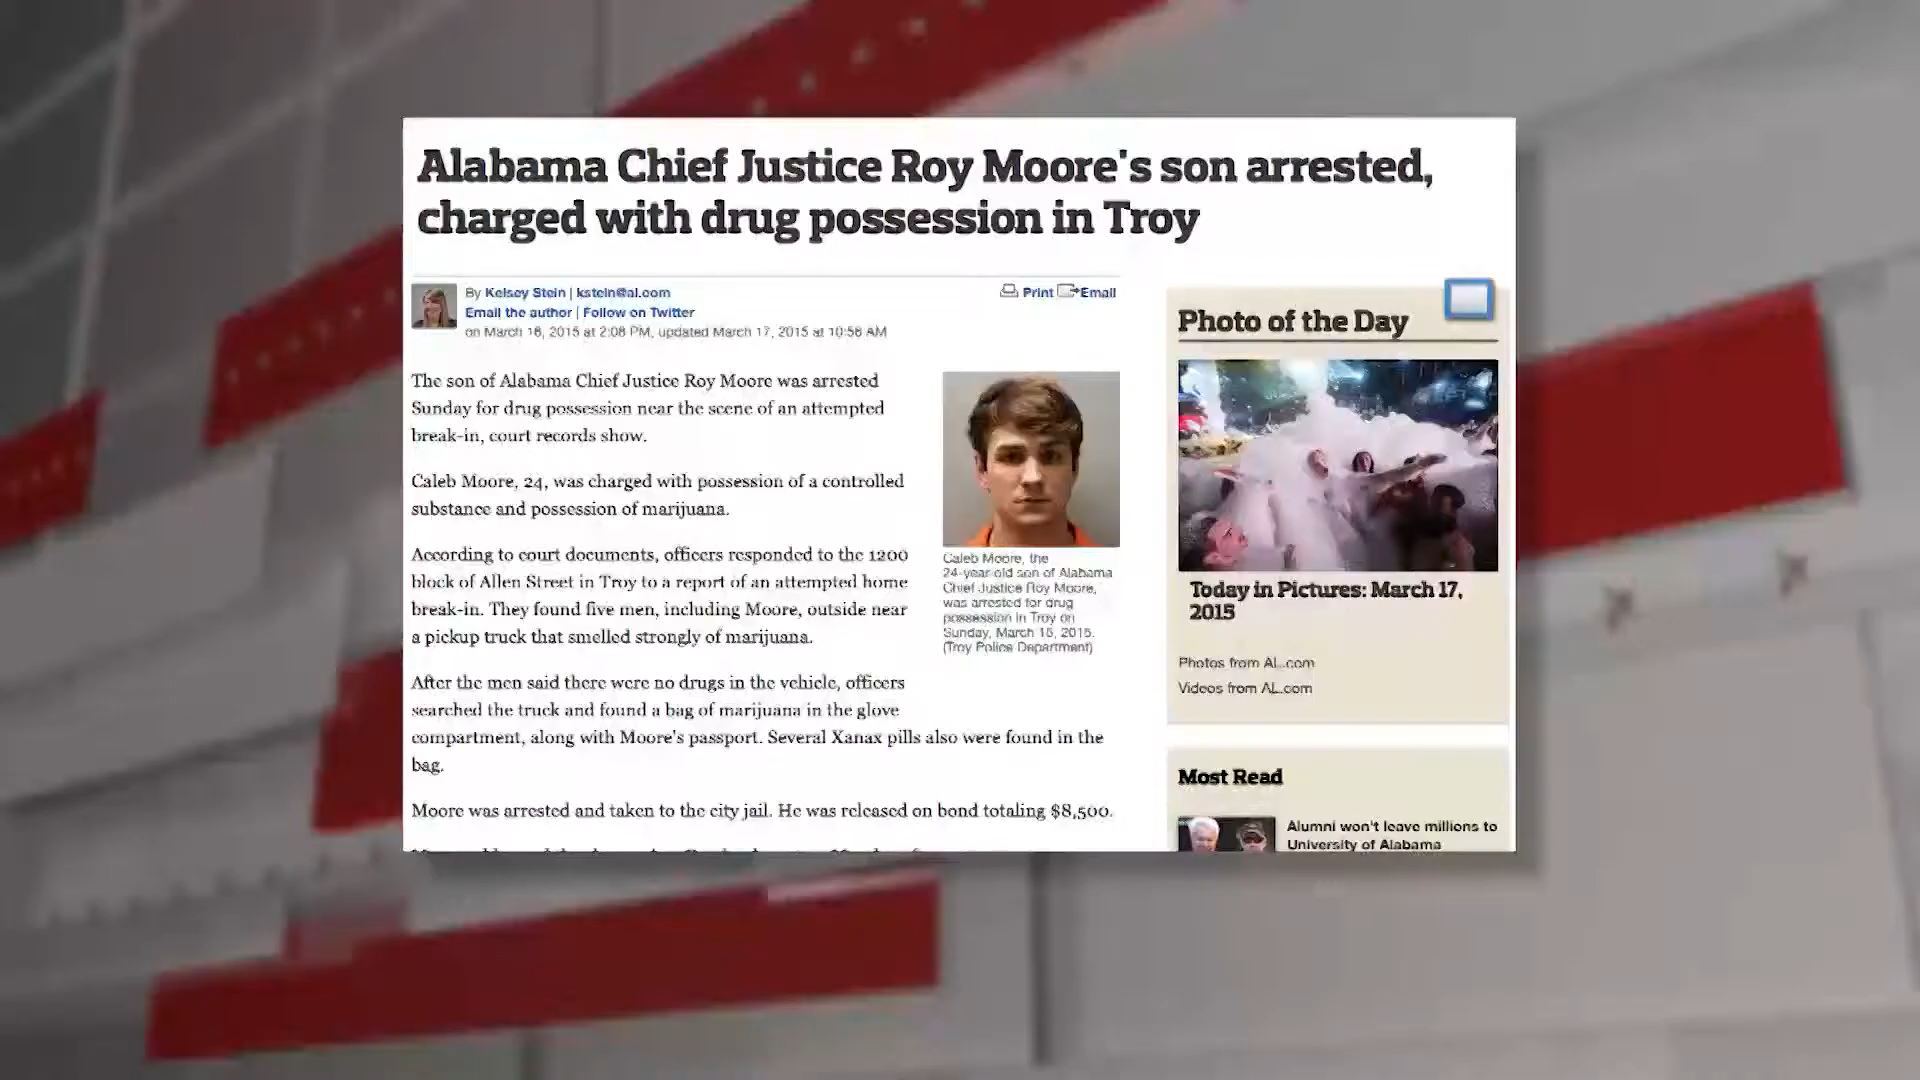 Alabama Chief Justice Roy Moore's son arrested,
charged with drug possession in Troy
By Kelsey Stein | kstein@al.com
Email the author | Follow on Twitter
on March 16, 2015 at 2:08 PM, updated March 17, 2015 at 10:56 AM
Print Email
The son of Alabama Chief Justice Roy Moore was arrested
Sunday for drug possession near the scene of an attempted
break-in, court records show.
Caleb Moore, 24, was charged with possession of a controlled
substance and possession of marijuana.
According to court documents, officers responded to the 1200
block of Allen Street in Troy to a report of an attempted home
break-in. They found five men, including Moore, outside near
a pickup truck that smelled strongly of marijuana.
After the men said there were no drugs in the vehicle, officers
searched the truck and found a bag of marijuana in the glove
compartment, along with Moore's passport. Several Xanax pills also were found in the
bag.
Moore was arrested and taken to the city jail. He was released on bond totaling $8,500.
Caleb Moore, the
24-year-old son of Alabama
Chief Justice Roy Moore,
was arrested for drug
possession in Troy on
Sunday, March 15, 2015.
(Troy Police Department)
Photo of the Day
Today in Pictures: March 17,
2015
Photos from AL.com
Videos from AL.com
Most Read
Alumni won't leave millions to
University of Alabama